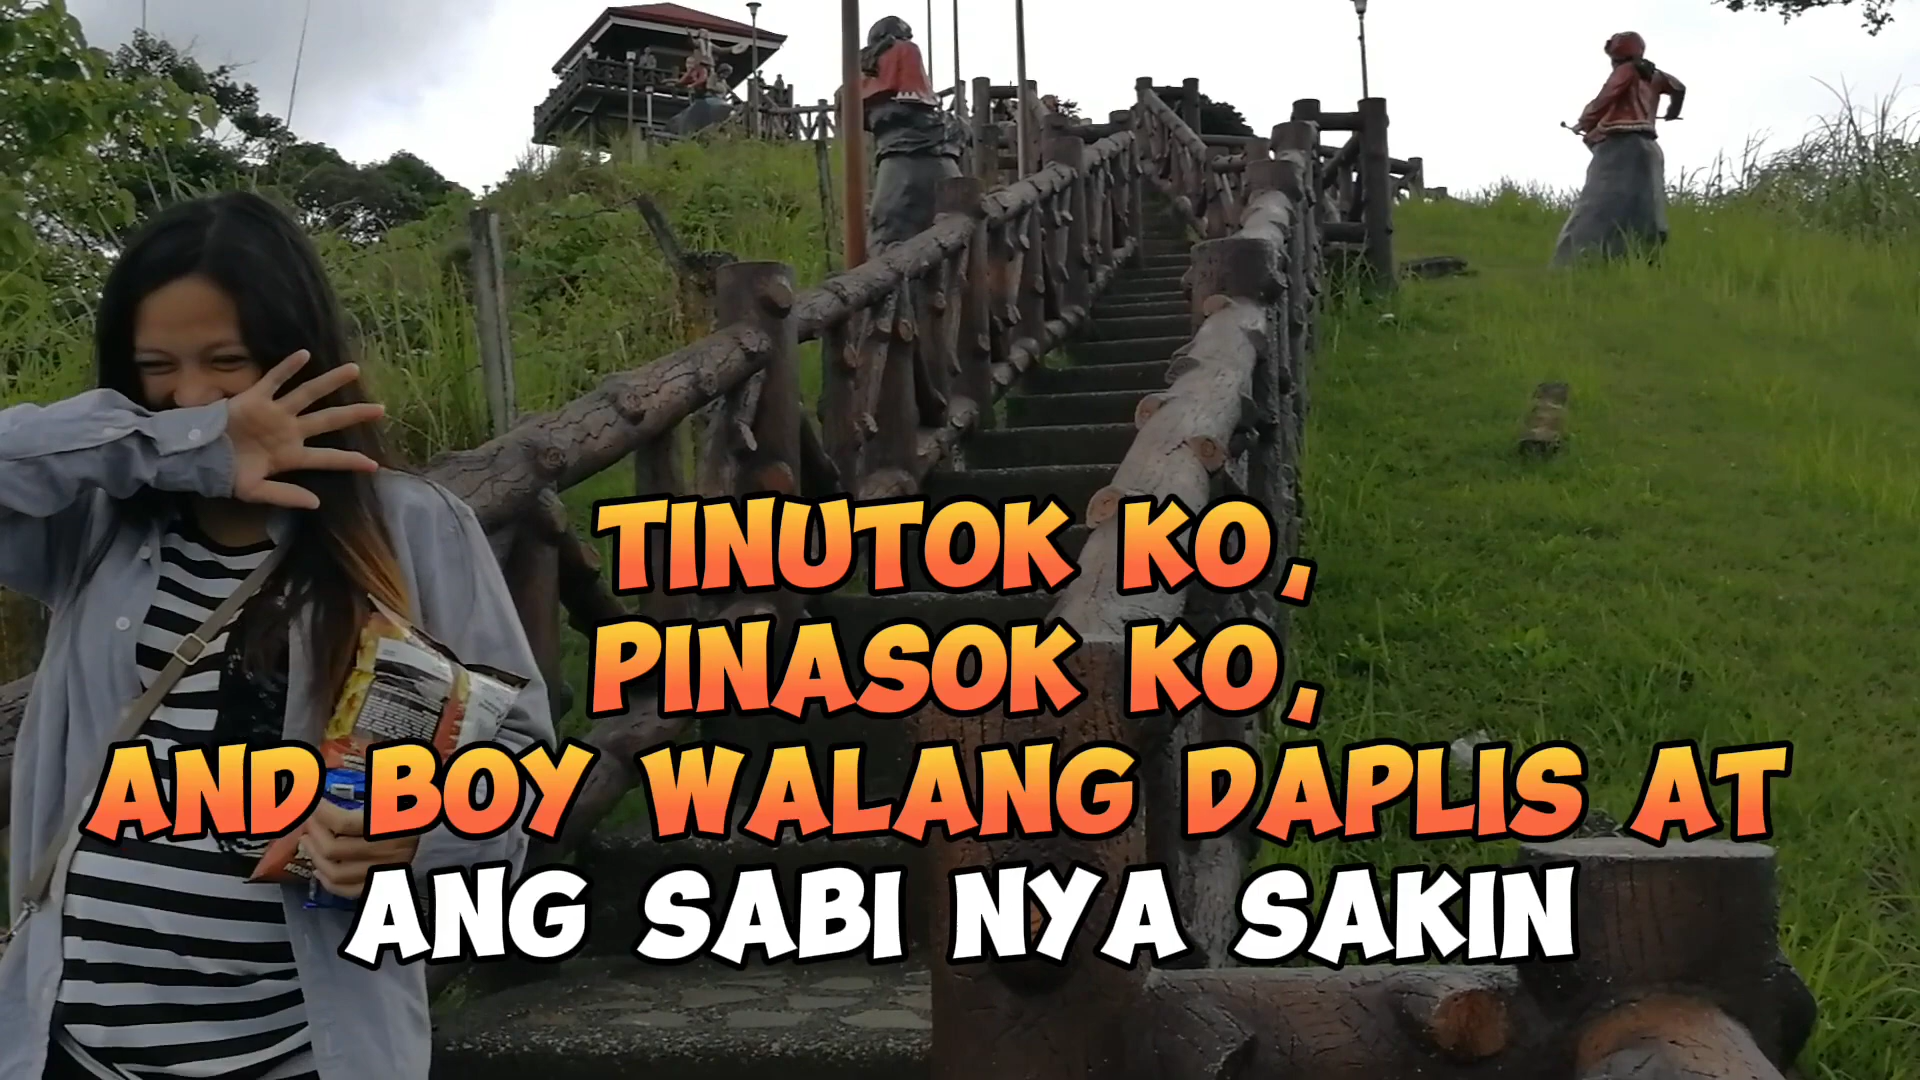 TINUTOK KO,
PINASOK KO,
AND BOY WALANG DAPLIS AT
ANG SABI NYA SAKIN